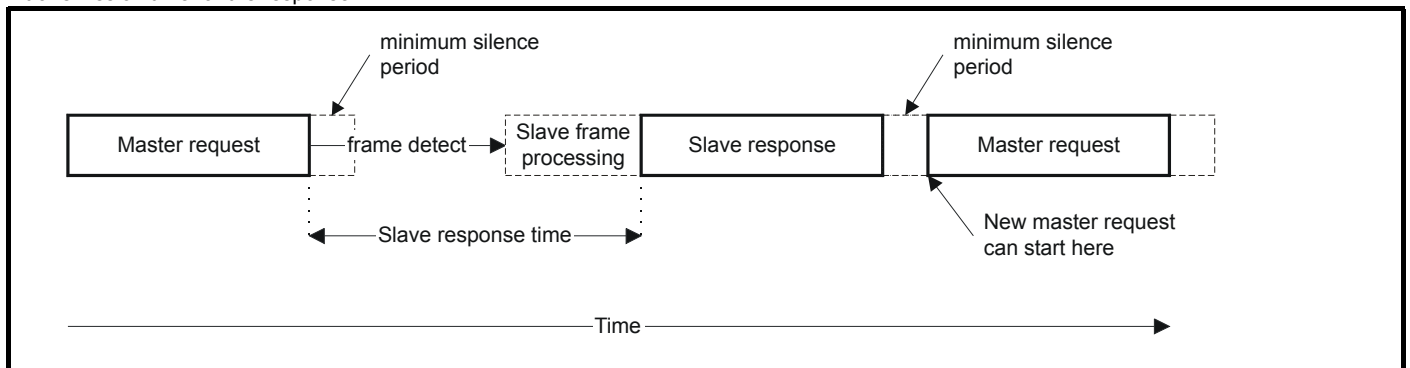 minimum silence
period
minimum silence
period
Master request
frame detect
Slave frame
processing
Slave response
Master request
Slave response time
New master request
can start here
Time